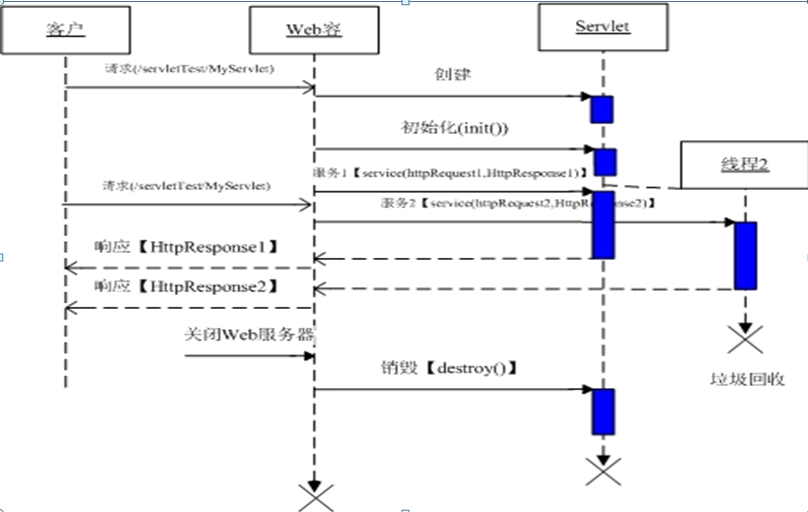 客户
Web容
Servlet
请求(/servletTest/MyServlet)
创建
初始化(init())
线程2
服务1【service(httpRequest1,HttpResponse1)】
请求(/servletTest/MyServlet)
服务2【service(httpRequest2,HttpResponse2)】
响应【HttpResponse1】
响应【HttpResponse2】
关闭Web服务器
销毁【destroy()】
垃圾回收